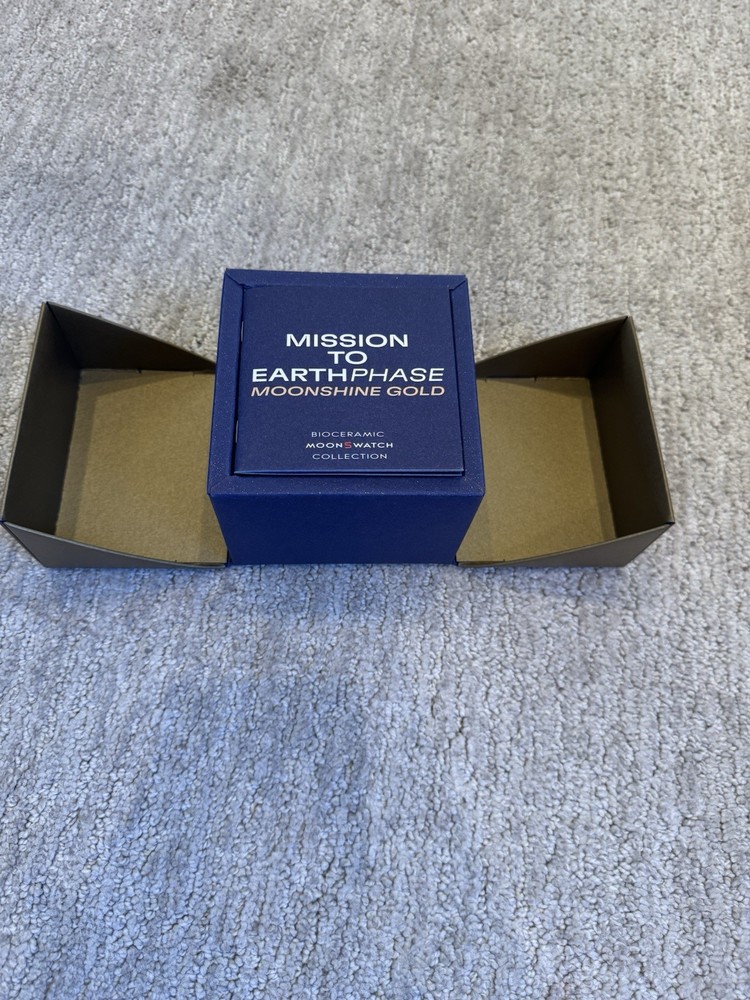 MISSION
TO
EARTHPHASE
MOONSHINE GOLD
BIOCERAMIC
MOONSWATCH
COLLECTION